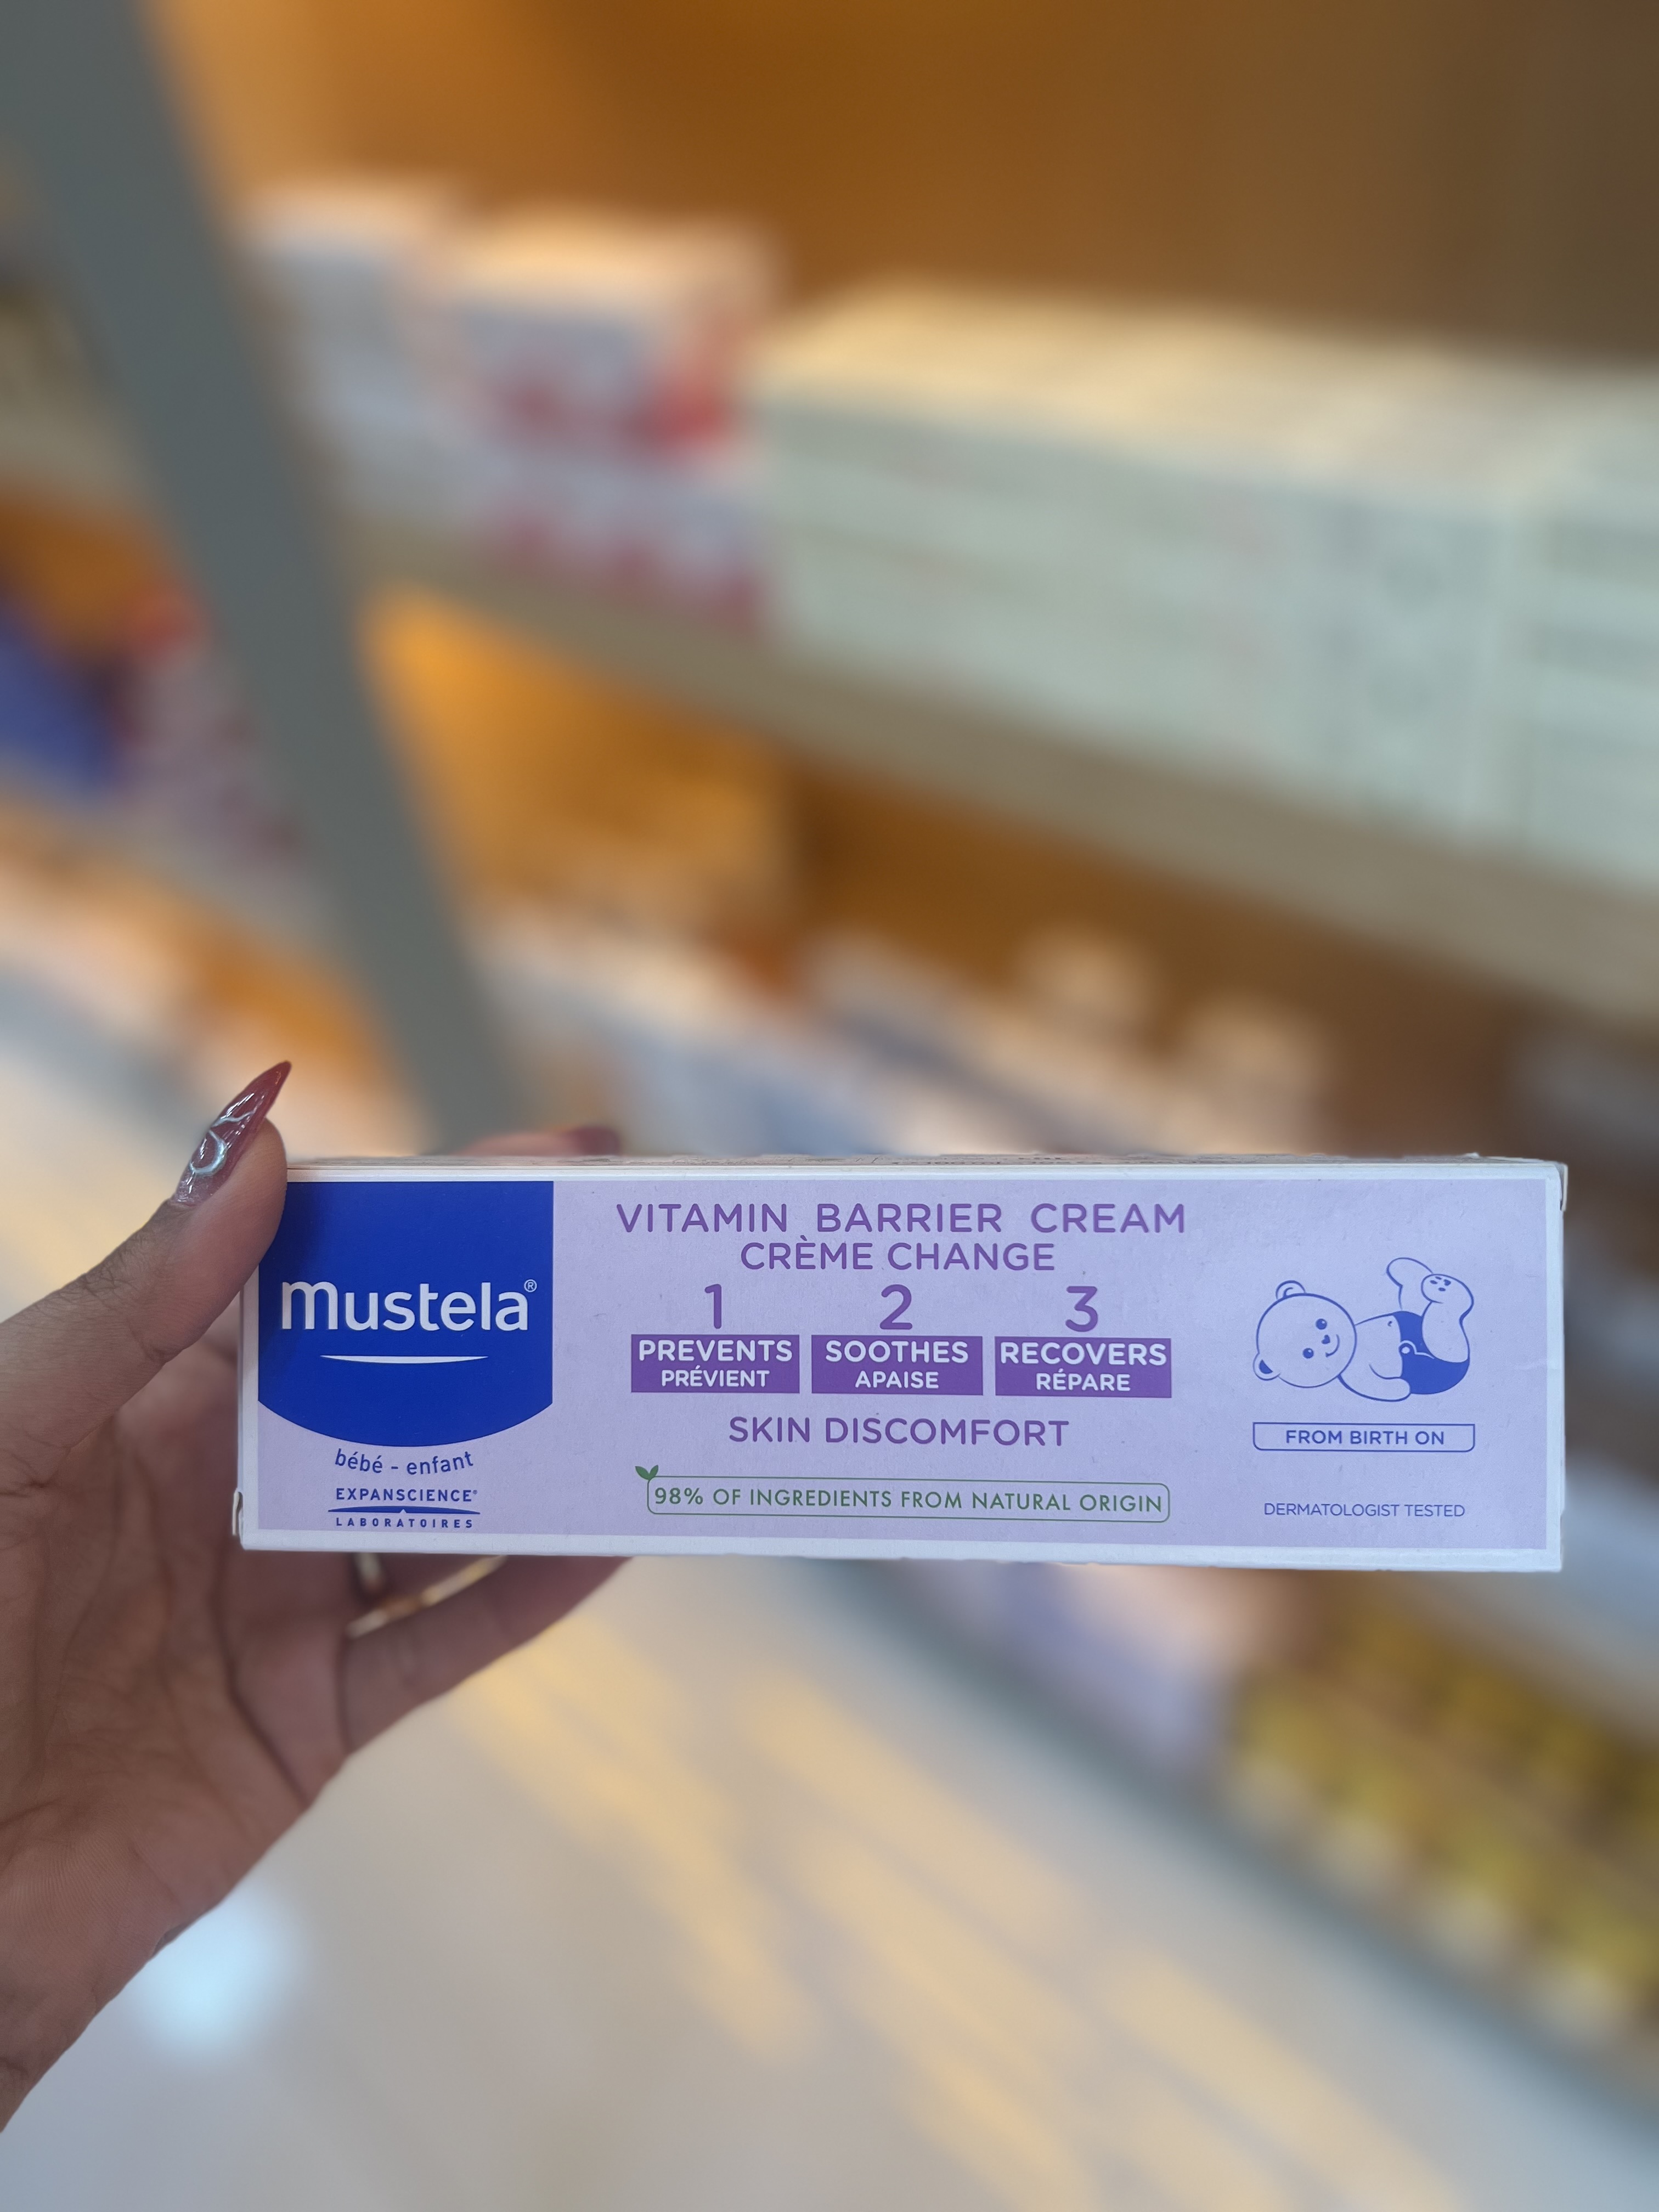 mustela®
bébé - enfant
EXPANSCIENCE®
LABORATOIRES
VITAMIN BARRIER CREAM
CRÈME CHANGE
1 2 3
PREVENTS SOOTHES RECOVERS
PRÉVIENT APAISE RÉPARE
SKIN DISCOMFORT
98% OF INGREDIENTS FROM NATURAL ORIGIN
FROM BIRTH ON
DERMATOLOGIST TESTED